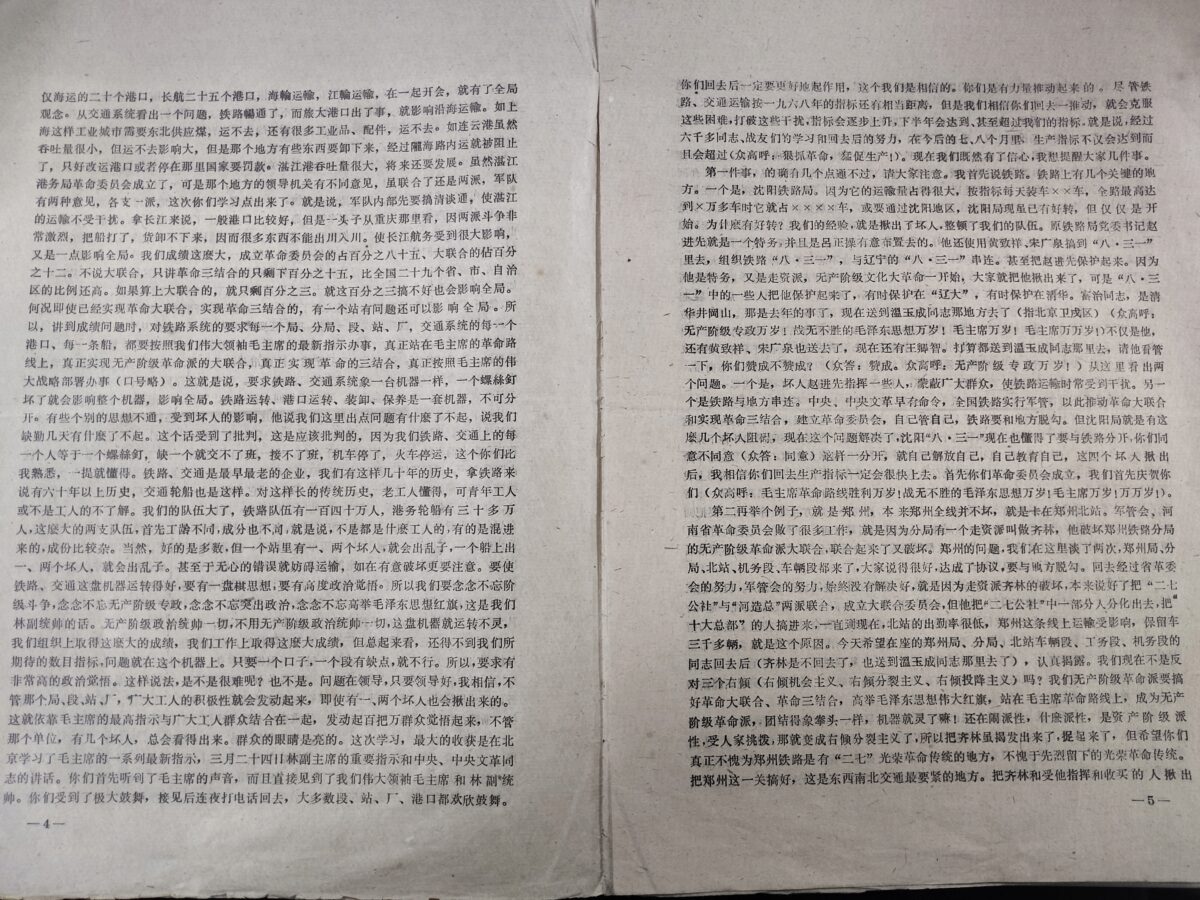 仅海运的二十个港口，长航二十五个港口，海輪运輸，江輪运輸，在一起开会，就有了全局
观念。从交通系統看出一个問題，铁路暢通了，而旅大港口出了事，就影响沿海运輸。如上
海这样工业城市需要东北供应煤，运不去，还有很多工业品、配件，运不去。如连云港虽然
吞吐量很小，但运不去影响大，但是那个地方有些东西要卸下来，经过隴海路內运就被阻止
了，只好改运港口或者停在那里国家要罚款。湛江港吞吐量很大，将来还要发展。虽然湛江
港务局革命委员会成立了，可是那个地方的领导机关有不同意见，虽联合了还是两派，军队
有两种意见，各支一派，这次你们学习点出来了。就是说，军队内部先要搞清谈通，使湛江
的运輸不受干扰。拿长江来说，一般港口比较好，但是一头子从重庆那里看，因两派斗争非
常激烈，把船打了，货卸不下来，因而很多东西不能出川入川。使长江航务受到很大影响，
又是一点影响全局。我们成績这麽大，成立革命委员会的占百分之八十五、大联合的佔百分
之十二。不说大联合，只讲革命三结合的只剩下百分之十五，比全国二十九个省、市、自治
区的比例还高。如果算上大联合的，就只剩百分之三。就这百分之三搞不好也会影响全局。
何况即使已经实现革命大联合，实现革命三结合的，有一个站有问题还可以影响全局。所
以，讲到成績问题时，对铁路系统的要求每一个局、分局、段、站、厂，交通系统的每一个
港口，每一条船，都要按照我们伟大领袖毛主席的最新指示办事，真正站在毛主席的革命路
线上，真正实现无产阶级革命派的大联合，真正实现革命的三结合，真正按照毛主席的伟
大战略部署办事（口号略）。这就是说，要求铁路、交通系统象一台机器一样，一个螺絲釘
坏了就会影响整个机器，影响全局。铁路运转、港口运转、装卸、保养是一套机器，不可分
开。有些个别的思想不通，受到坏人的影响，他说我们这里出点问题有什麽了不起，说我们
缺勤几天有什麽了不起。这个话受到了批判，这是应该批判的，因为我们铁路、交通上的每
一个人等于一个螺絲釘，缺一个就交不了班，接不了班，机车停了，火车停运，这个你们比
我熟悉，一提就懂得。铁路、交通是最早最老的企业，我们有这样几十年的历史，拿铁路来
说有六十年以上历史，交通轮船也是这样。对这样长的传统历史，老工人懂得，可青年工人
或不是工人的不了解。我们的队伍大了，铁路队伍有一百四十万人，港务轮船有三十多万
人，这麽大的两支队伍，首先工龄不同，成分也不同，就是说，不是都是什麽工人的，有的是混进
来的，成份比较杂。当然，好的是多数，但一个站里有一、两个坏人，就会出乱子，一个船上出
一、两个坏人，就会出乱子。甚至于无心的错误就妨碍运输，如在有意破坏更要注意。要使
铁路、交通这盘机器运转得好，要有一盘棋思想，要有高度政治觉悟。所以我们要念念不忘阶
级斗争，念念不忘无产阶级专政，念念不忘突出政治，念念不忘高举毛泽东思想红旗，这是我们
林副统帅的话。无产阶级政治统帅一切，不用无产阶级政治统帅一切，这盘机器就运转不灵，
我们组织上取得这麽大的成績，我们工作上取得这麽大成績，但总起来看，还得不到我们所
期待的数目指标，问题就在这个机器上。只要一个口子，一个段有缺点，就不行。所以，要求有
非常高的政治觉悟。这样说法，是不是很难呢？也不是。问题在领导，只要领导好，我相信，不
管那个局、段、站、厂，广大工人的积极性就会发动起来，即使有一、两个坏人也会揪出来的。
这就依靠毛主席的最高指示与广大工人群众结合在一起，发动起百把万群众觉悟起来，不管
那个单位，有几个坏人，总会看得出来。群众的眼睛是亮的。这次学习，最大的收获是在北
京学习了毛主席的一系列最新指示，三月二十四日林副主席的重要指示和中央、中央文革同
志的讲话。你们首先听到了毛主席的声音，而且直接见到了我们伟大领袖毛主席和林副统
帅。你们受到了极大鼓舞，接见后连夜打电话回去，大多数段、站、厂、港口都欢欣鼓舞。
—4—
你们回去后一定要更好地起作用，这个我们是相信的。你们是有力量推动起来的。尽管铁
路、交通运输按一九六八年的指标还有相当距离，但是我们相信你们回去一推动，就会克服
这些困难，打破这些干扰，指标会逐步上升，下半年会达到、甚至超过我们的指标。就是说，经过
六千多同志、战友们的学习和回去后的努力，在今后的七、八个月里，生产指标不仅会达到而
且会超过（众高呼：狠抓革命，猛促生产！）。现在我们既然有了信心，我想提醒大家几件事。
第一件事，的确有几个点通不过，请大家注意。我首先说铁路。铁路上有几个关键的地
方。一个是，沈阳铁路局。因为它的运输量占得很大，按指标每天装车××车，全路最高达
到×万多车时它就占××××车，或要通过沈阳地区，沈阳局现虽已有好转，但仅仅是开
始。为什麽有好转？我们的经验，就是揪出了坏人，整顿了我们的队伍。原铁路局党委书记赵
进先就是一个特务，并且是吕正操有意布置去的。他还使用黄致祥、宋广泉搞到“八·三一”
里去，组织铁路“八·三一”，与辽宁的“八·三一”串连。甚至把赵进先保护起来。因为
他是特务，又是走资派，无产阶级文化大革命一开始，大家就把他揪出来了，可是“八·三
一”中的一些人把他保护起来了，有时保护在“辽大”，有时保护在清华。富治同志，是清
华井岡山，那是去年的事了，现在送到溫玉成同志那地方去了（指北京卫戌区）（众高呼：
无产阶级专政万岁！战无不胜的毛泽东思想万岁！毛主席万岁！毛主席万万岁！）不仅是他，
还有黄致祥、宋广泉也送去了，现在还有王卿智。打算都送到溫玉成同志那里去，请他看管
一下，你们赞成不赞成？（众答：赞成。众高呼：无产阶级专政万岁！）从这里看出两
个问题。一个是，坏人赵进先指挥一些人，蒙蔽广大群众，使铁路运输时常受到干扰。另一
个是铁路与地方串连。中央、中央文革早有命令，全国铁路实行军管，以此推动革命大联合
和实现革命三结合，建立革命委员会，自己管自己，铁路要和地方脱勾。但沈阳局就是有这
麽几个坏人阻碍，现在这个问题解决了，沈阳“八·三一”现在也懂得了要与铁路分开，你们同
意不同意（众答：同意）这样一分开，就自己解放自己，自己教育自己，这四个坏人揪出
后，我相信你们回去生产指标一定会很快上去。首先你们革命委员会成立，我们首先庆贺你
们（众高呼：毛主席革命路线胜利万岁！战无不胜的毛泽东思想万岁！毛主席万岁！万万岁！）。
第二再举个例子，就是郑州，本来郑州全线并不坏，就是卡在郑州北站。军管会、河
南省革命委员会做了很多工作，就是因为分局有一个走资派叫做齐林，他破坏郑州铁路分局
的无产阶级革命派大联合，联合起来了又破坏。郑州的问题，我们在这里谈了两次，郑州局、分
局、北站、机务段、车辆段都来了，大家说得很好，达成了协议，要与地方脱勾。回去经过省革委
会的努力，军管会的努力，始终没有解决好，就是因为走资派齐林的破坏，本来说好了把“二七
公社”与“河造总”两派联合，成立大联合委员会，但他把“二七公社”中一部分人分化出去，把“
十大总部”的人搞进来，一直到现在，北站的出勤率很低，郑州这条线上运输受影响，保留车
三千多輛，就是这个原因。今天希望在座的郑州局、分局、北站车辆段、工务段、机务段的
同志回去后（齐林是不回去了，也送到溫玉成同志那里去了），认真揭露。我们现在不是反
对三个右倾（右倾机会主义、右倾分裂主义、右倾投降主义）吗？我们无产阶级革命派要搞
好革命大联合、革命三结合，高举毛泽东思想伟大红旗，站在毛主席革命路线上，成为无产
阶级革命派，团结得象拳头一样，机器就灵了嘛！还在闹派性，什麽派性，是资产阶级派
性，受人家挑拨，那就变成右倾分裂主义了，所以把齐林虽揭发出来了，捉起来了，但希望你们
真正不愧为郑州铁路是有“二七”光荣革命传统的地方，不愧于先烈留下的光荣革命传统。
把郑州这一关搞好，这是东西南北交通最要紧的地方。把齐林和受他指挥和收买的人揪出
—5—